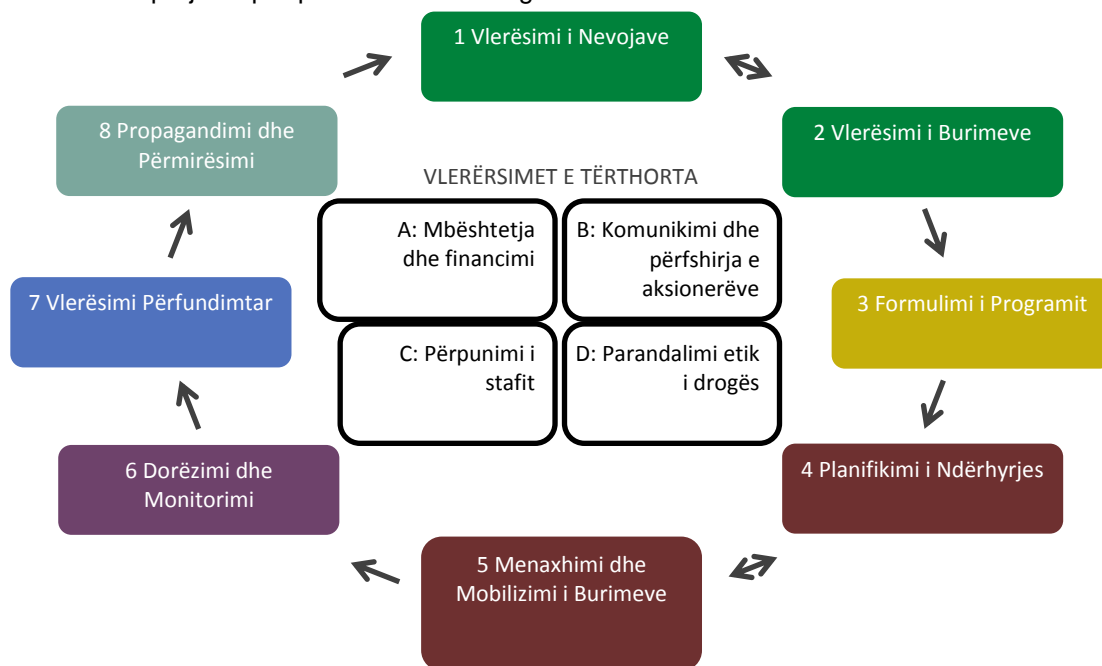 1 Vlerësimi i Nevojave
2 Vlerësimi i Burimeve
3 Formulimi i Programit
4 Planifikimi i Ndërhyrjes
5 Menaxhimi dhe
Mobilizimi i Burimeve
6 Dorëzimi dhe
Monitorimi
7 Vlerësimi Përfundimtar
8 Propagandimi dhe
Përmirësimi
VLERËRSIMET E TËRTHORTA
A: Mbështetja
dhe financimi
B: Komunikimi dhe
përfshirja e
aksionerëve
C: Përpunimi i
stafit
D: Parandalimi etik
i drogës